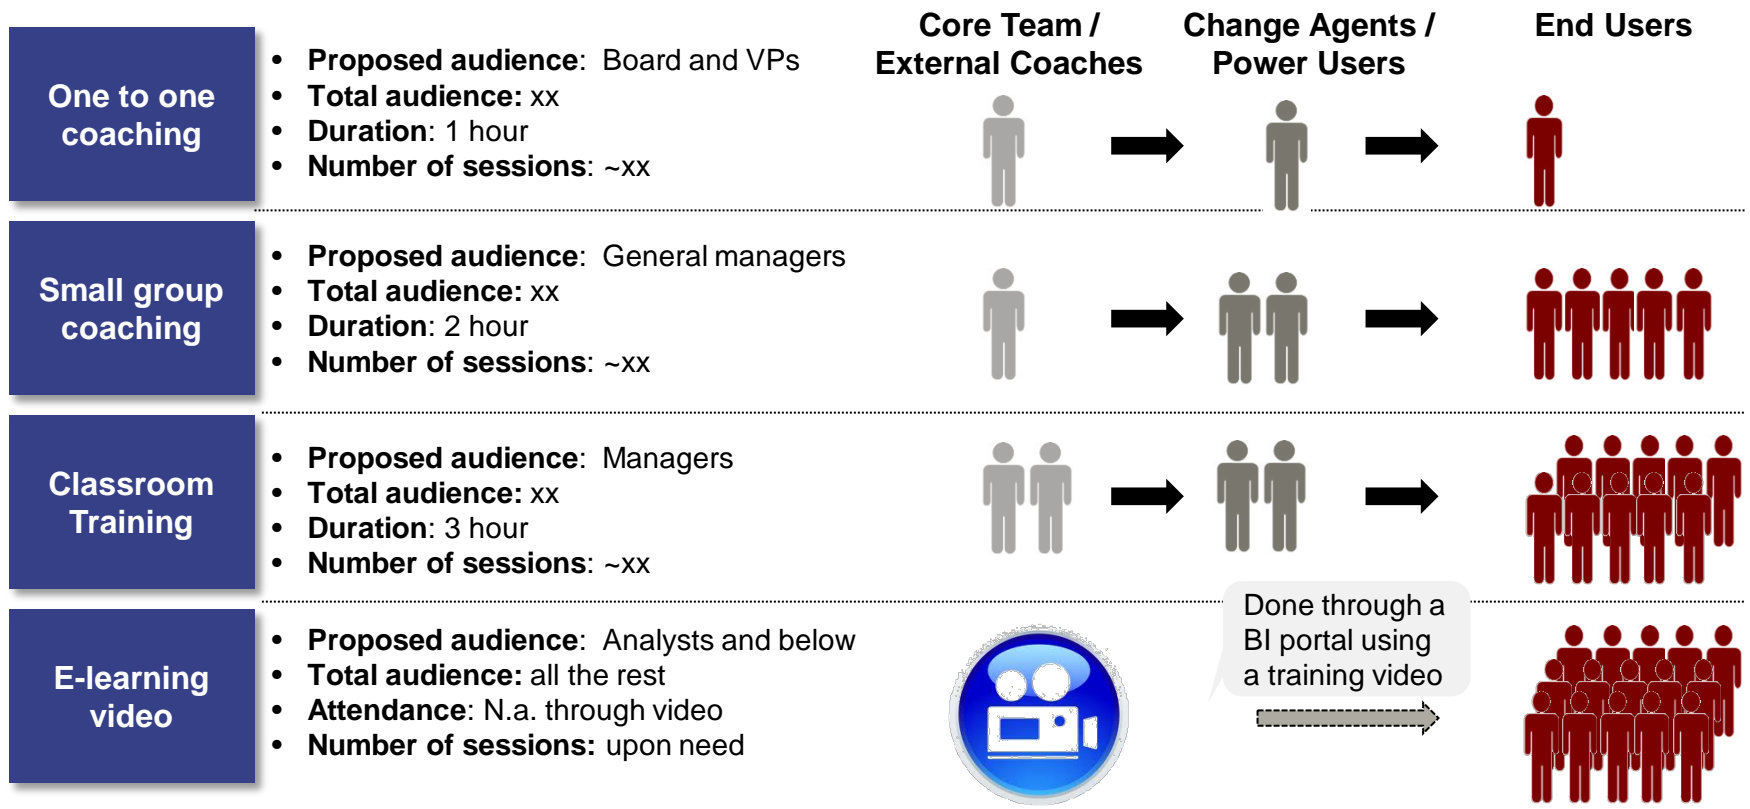 Core Team /
External Coaches
Change Agents /
Power Users
End Users
One to one
coaching
• Proposed audience:  Board and VPs
• Total audience: xx
• Duration: 1 hour
• Number of sessions: ~xx
Small group
coaching
• Proposed audience:  General managers
• Total audience: xx
• Duration: 2 hour
• Number of sessions: ~xx
Classroom
Training
• Proposed audience:  Managers
• Total audience: xx
• Duration: 3 hour
• Number of sessions: ~xx
E-learning
video
• Proposed audience:  Analysts and below
• Total audience: all the rest
• Attendance: N.a. through video
• Number of sessions: upon need
Done through a
BI portal using
a training video